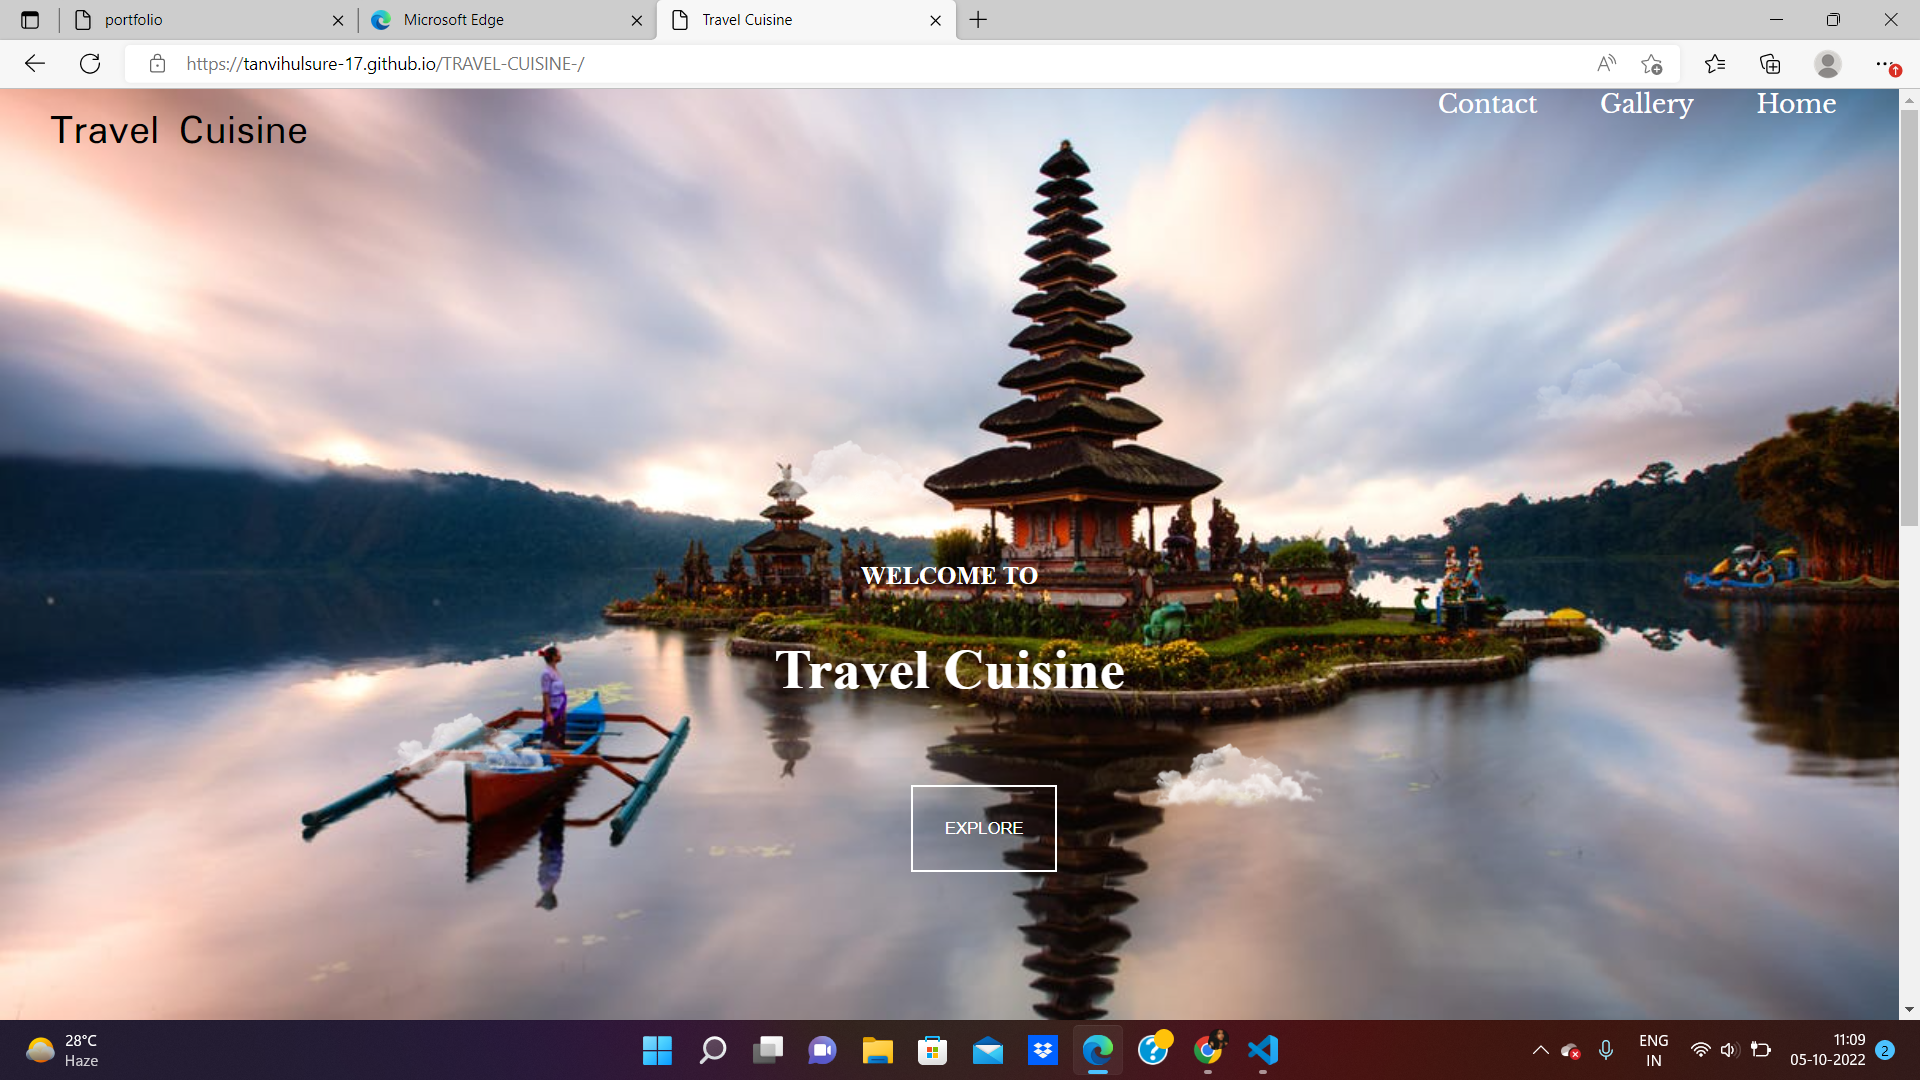 portfolio
Microsoft Edge
Travel Cuisine
https://tanvihulsure-17.github.io/TRAVEL-CUISINE-/
Travel Cuisine
Contact Gallery Home
WELCOME TO
Travel Cuisine
EXPLORE
28°C
Haze
ENG
IN
11:09
05-10-2022
2